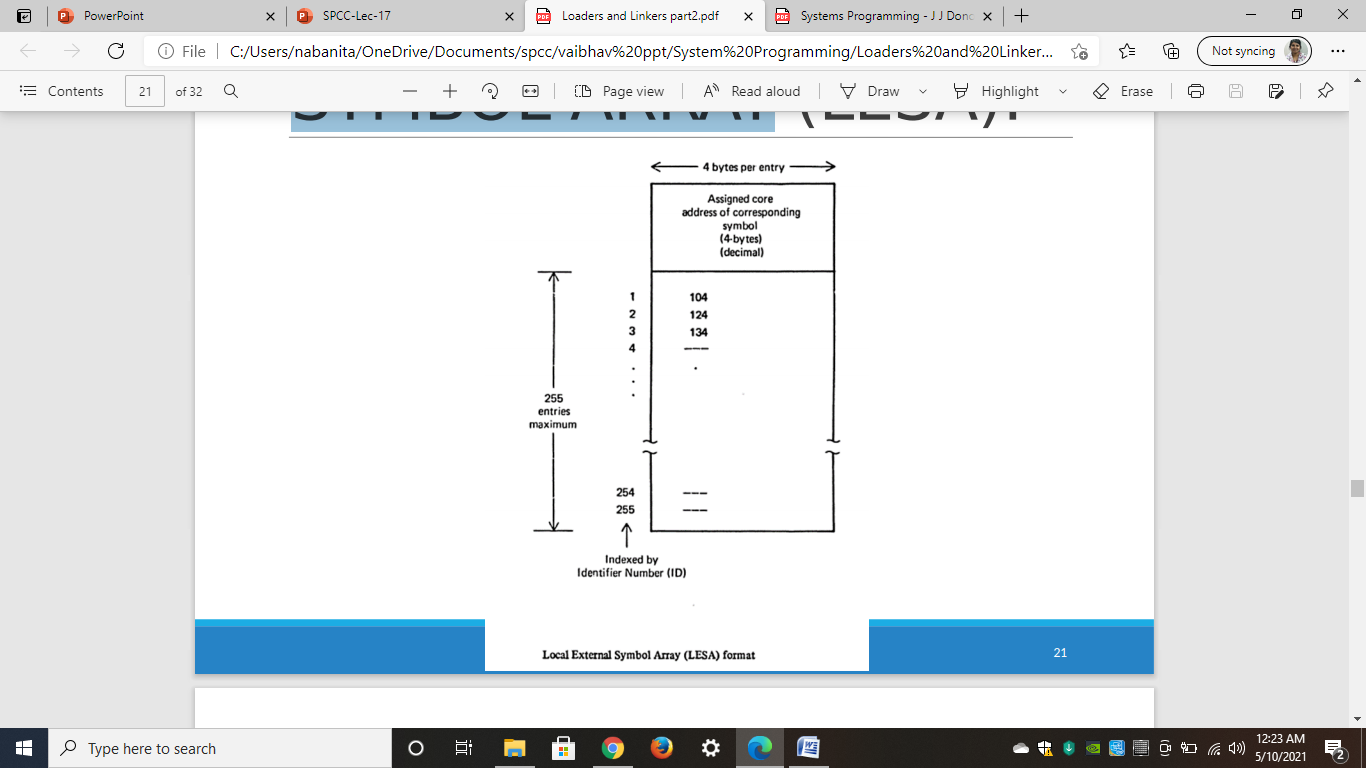 PowerPoint
SPCC-Lec-17
Loaders and Linkers part2.pdf
Systems Programming - J J Donc
File
C:/Users/nabanita/OneDrive/Documents/spcc/vaibhav%20ppt/System%20Programming/Loaders%20and%20Linker...
Not syncing
Contents
21
of 32
Page view
Read aloud
Draw
Highlight
Erase
SYMBOL ARRAY (LESA):
4 bytes per entry
Assigned core
address of corresponding
symbol
(4-bytes)
(decimal)
1 104
2 124
3 134
4 ---
. .
.
.
255
entries
maximum
254 ---
255 ---
Indexed by
Identifier Number (ID)
Local External Symbol Array (LESA) format
21
Type here to search
12:23 AM
5/10/2021
2